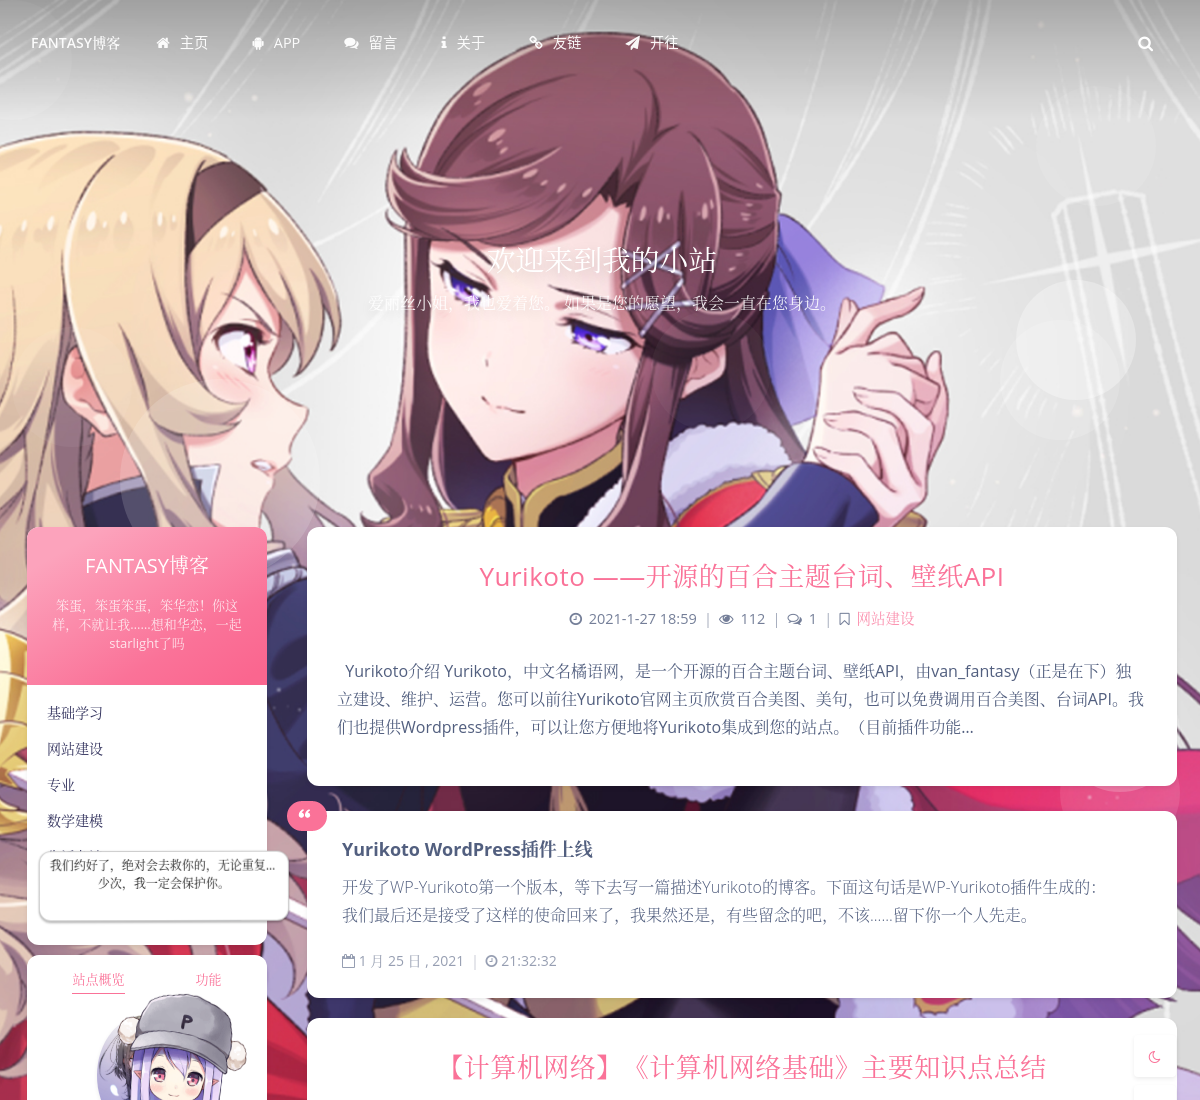 FANTASY博客 主页 APP 留言 关于 友链 开往
欢迎来到我的小站
爱丽丝小姐，我也爱着您。如果是您的愿望，我会一直在您身边。
FANTASY博客
笨蛋，笨蛋笨蛋，笨华恋！你这
样，不就让我……想和华恋，一起
starlight了吗
基础学习
网站建设
专业
数学建模
我们约好了，绝对会去救你的，无论重复...
少次，我一定会保护你。
站点概览 功能
P
Yurikoto ——开源的百合主题台词、壁纸API
2021-1-27 18:59 | 112 | 1 | 网站建设
Yurikoto介绍 Yurikoto，中文名橘语网，是一个开源的百合主题台词、壁纸API，由van_fantasy（正是在下）独
立建设、维护、运营。您可以前往Yurikoto官网主页欣赏百合美图、美句，也可以免费调用百合美图、台词API。我
们也提供Wordpress插件，可以让您方便地将Yurikoto集成到您的站点。（目前插件功能...
Yurikoto WordPress插件上线
开发了WP-Yurikoto第一个版本，等下去写一篇描述Yurikoto的博客。下面这句话是WP-Yurikoto插件生成的：
我们最后还是接受了这样的使命回来了，我果然还是，有些留念的吧，不该……留下你一个人先走。
1 月 25 日 , 2021 | 21:32:32
【计算机网络】《计算机网络基础》主要知识点总结